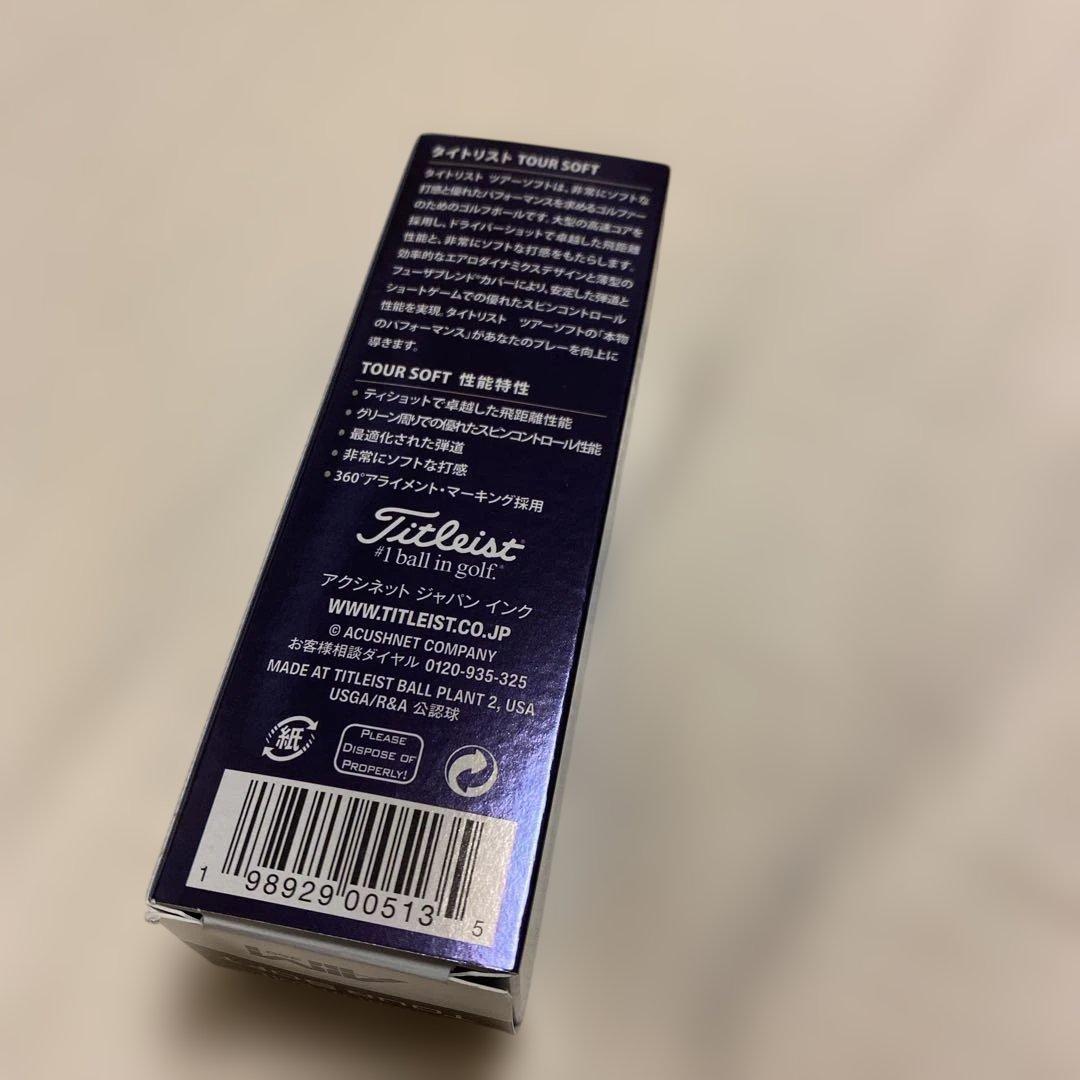 タイトリスト TOUR SOFT
タイトリスト ツアーソフトは、非常にソフトな
打感と優れたパフォーマンスを求めるゴルファー
のためのゴルフボールです。大型の高速コアを
採用し、ドライバーショットで卓越した飛距離
性能と、非常にソフトな打感をもたらします。
効率的なエアロダイナミクスデザインと薄型の
フューザブレンド®カバーにより、安定した弾道と
ショートゲームでの優れたスピンコントロール
性能を実現。タイトリスト ツアーソフトの「本物
のパフォーマンス」があなたのプレーを向上に
導きます。
TOUR SOFT 性能特性
• ティショットで卓越した飛距離性能
• グリーン周りでの優れたスピンコントロール性能
• 最適化された弾道
• 非常にソフトな打感
• 360°アライメント・マーキング採用
Titleist®
#1 ball in golf.®
アクシネット ジャパン インク
WWW.TITLEIST.CO.JP
© ACUSHNET COMPANY
お客様相談ダイヤル 0120-935-325
MADE AT TITLEIST BALL PLANT 2, USA
USGA/R&A 公認球
紙
PLEASE
DISPOSE OF
PROPERLY!
1 98929 00513 5